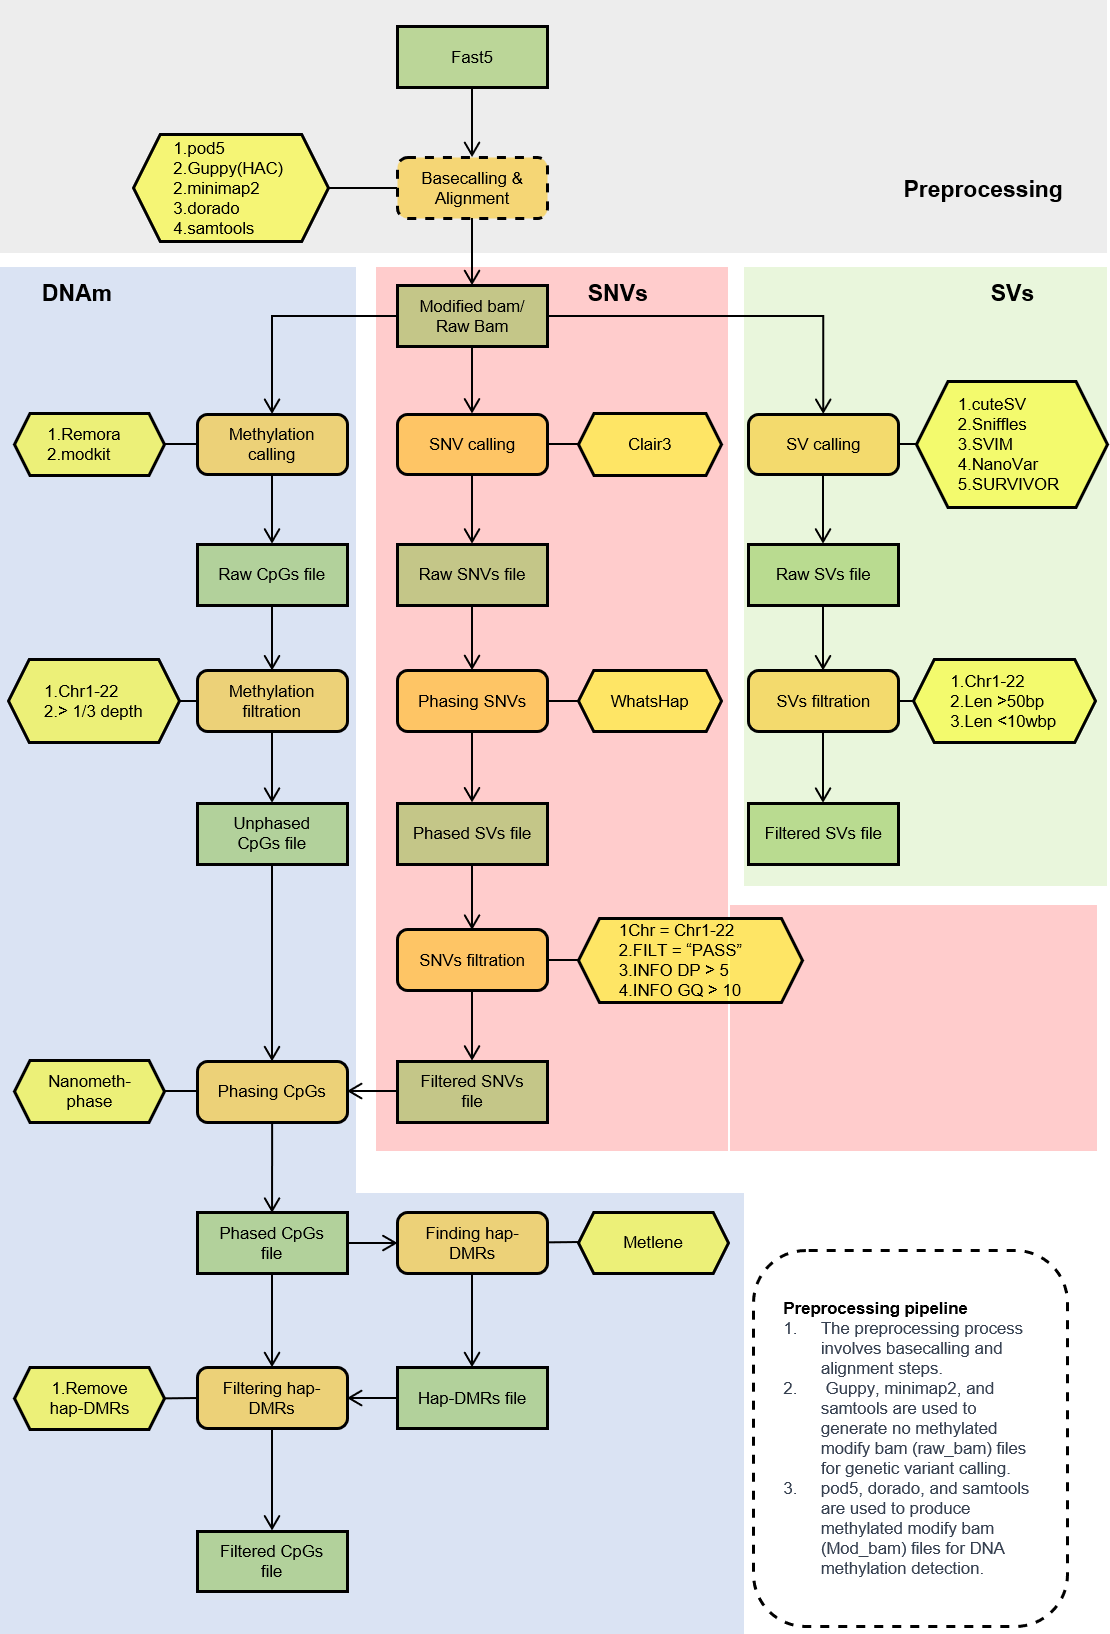 Fast5
1.pod5
2.Guppy(HAC)
2.minimap2
3.dorado
4.samtools
Basecalling &
Alignment
Preprocessing
DNAm
SNVs
SVs
Modified bam/
Raw Bam
1.Remora
2.modkit
Methylation
calling
SNV calling
Clair3
SV calling
1.cuteSV
2.Sniffles
3.SVIM
4.NanoVar
5.SURVIVOR
Raw CpGs file
Raw SNVs file
Raw SVs file
1.Chr1-22
2.> 1/3 depth
Methylation
filtration
Phasing SNVs
WhatsHap
SVs filtration
1.Chr1-22
2.Len >50bp
3.Len <10wbp
Unphased
CpGs file
Phased SVs file
Filtered SVs file
SNVs filtration
1Chr = Chr1-22
2.FILT = “PASS”
3.INFO DP > 5
4.INFO GQ > 10
Nanometh-
phase
Phasing CpGs
Filtered SNVs
file
Phased CpGs
file
Finding hap-
DMRs
Metlene
1.Remove
hap-DMRs
Filtering hap-
DMRs
Hap-DMRs file
Filtered CpGs
file
Preprocessing pipeline
1. The preprocessing process
involves basecalling and
alignment steps.
2. Guppy, minimap2, and
samtools are used to
generate no methylated
modify bam (raw_bam) files
for genetic variant calling.
3. pod5, dorado, and samtools
are used to produce
methylated modify bam
(Mod_bam) files for DNA
methylation detection.